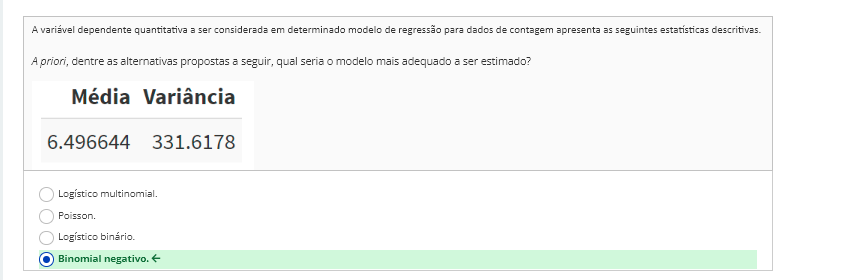 A variável dependente quantitativa a ser considerada em determinado modelo de regressão para dados de contagem apresenta as seguintes estatísticas descritivas.
A priori, dentre as alternativas propostas a seguir, qual seria o modelo mais adequado a ser estimado?
Média Variância
6.496644 331.6178
Logístico multinomial.
Poisson.
Logístico binário.
Binomial negativo. ←